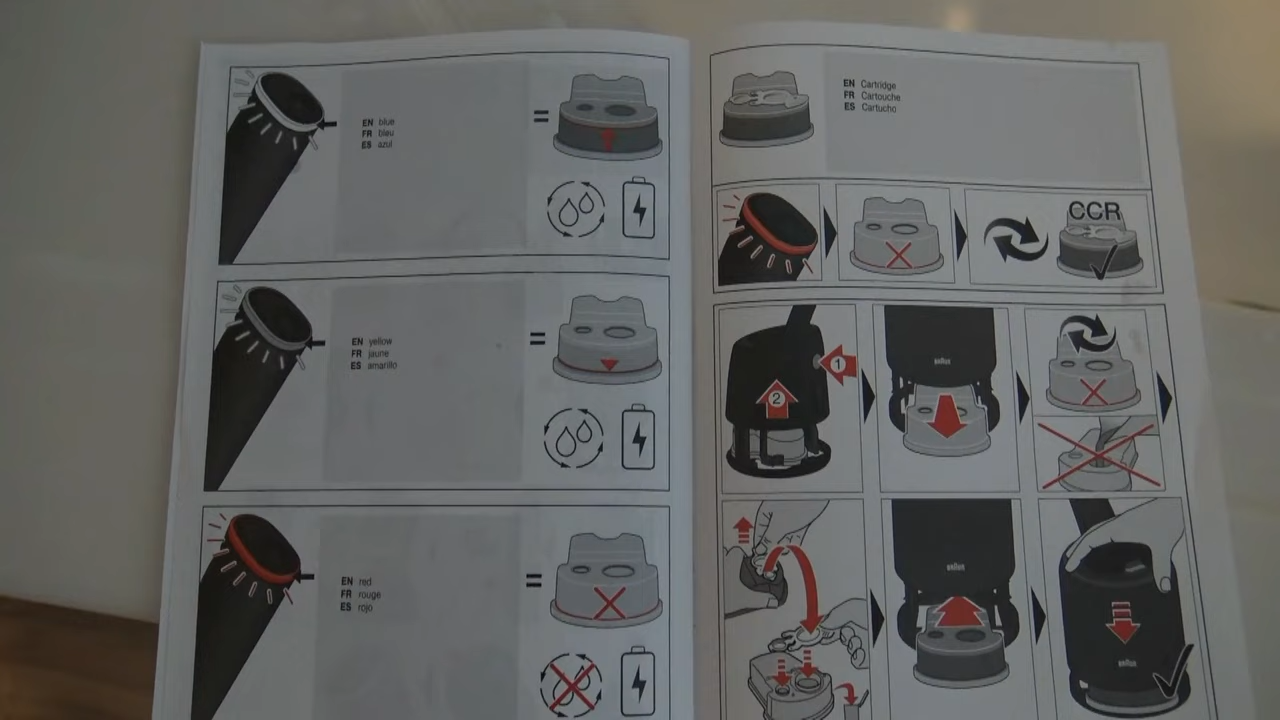 EN blue
FR bleu
ES azul
EN yellow
FR jaune
ES amarillo
EN red
FR rouge
ES rojo
EN Cartridge
FR Cartouche
ES Cartucho
CCR
1
2
BRAUN
BRAUN
BRAUN